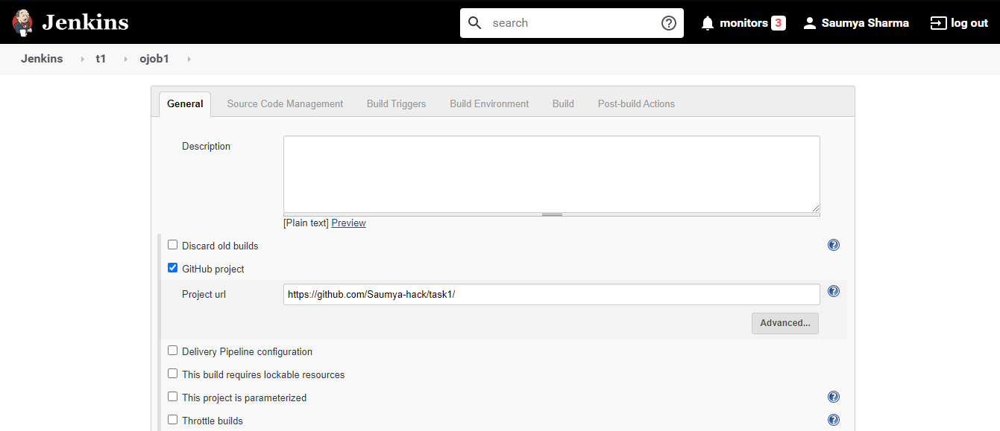 Jenkins search ? monitors 3 Saumya Sharma log out
Jenkins t1 ojob1
General Source Code Management Build Triggers Build Environment Build Post-build Actions
Description
[Plain text] Preview
Discard old builds ?
GitHub project
Project url https://github.com/Saumya-hack/task1/ ?
Advanced...
Delivery Pipeline configuration
This build requires lockable resources
This project is parameterized ?
Throttle builds ?